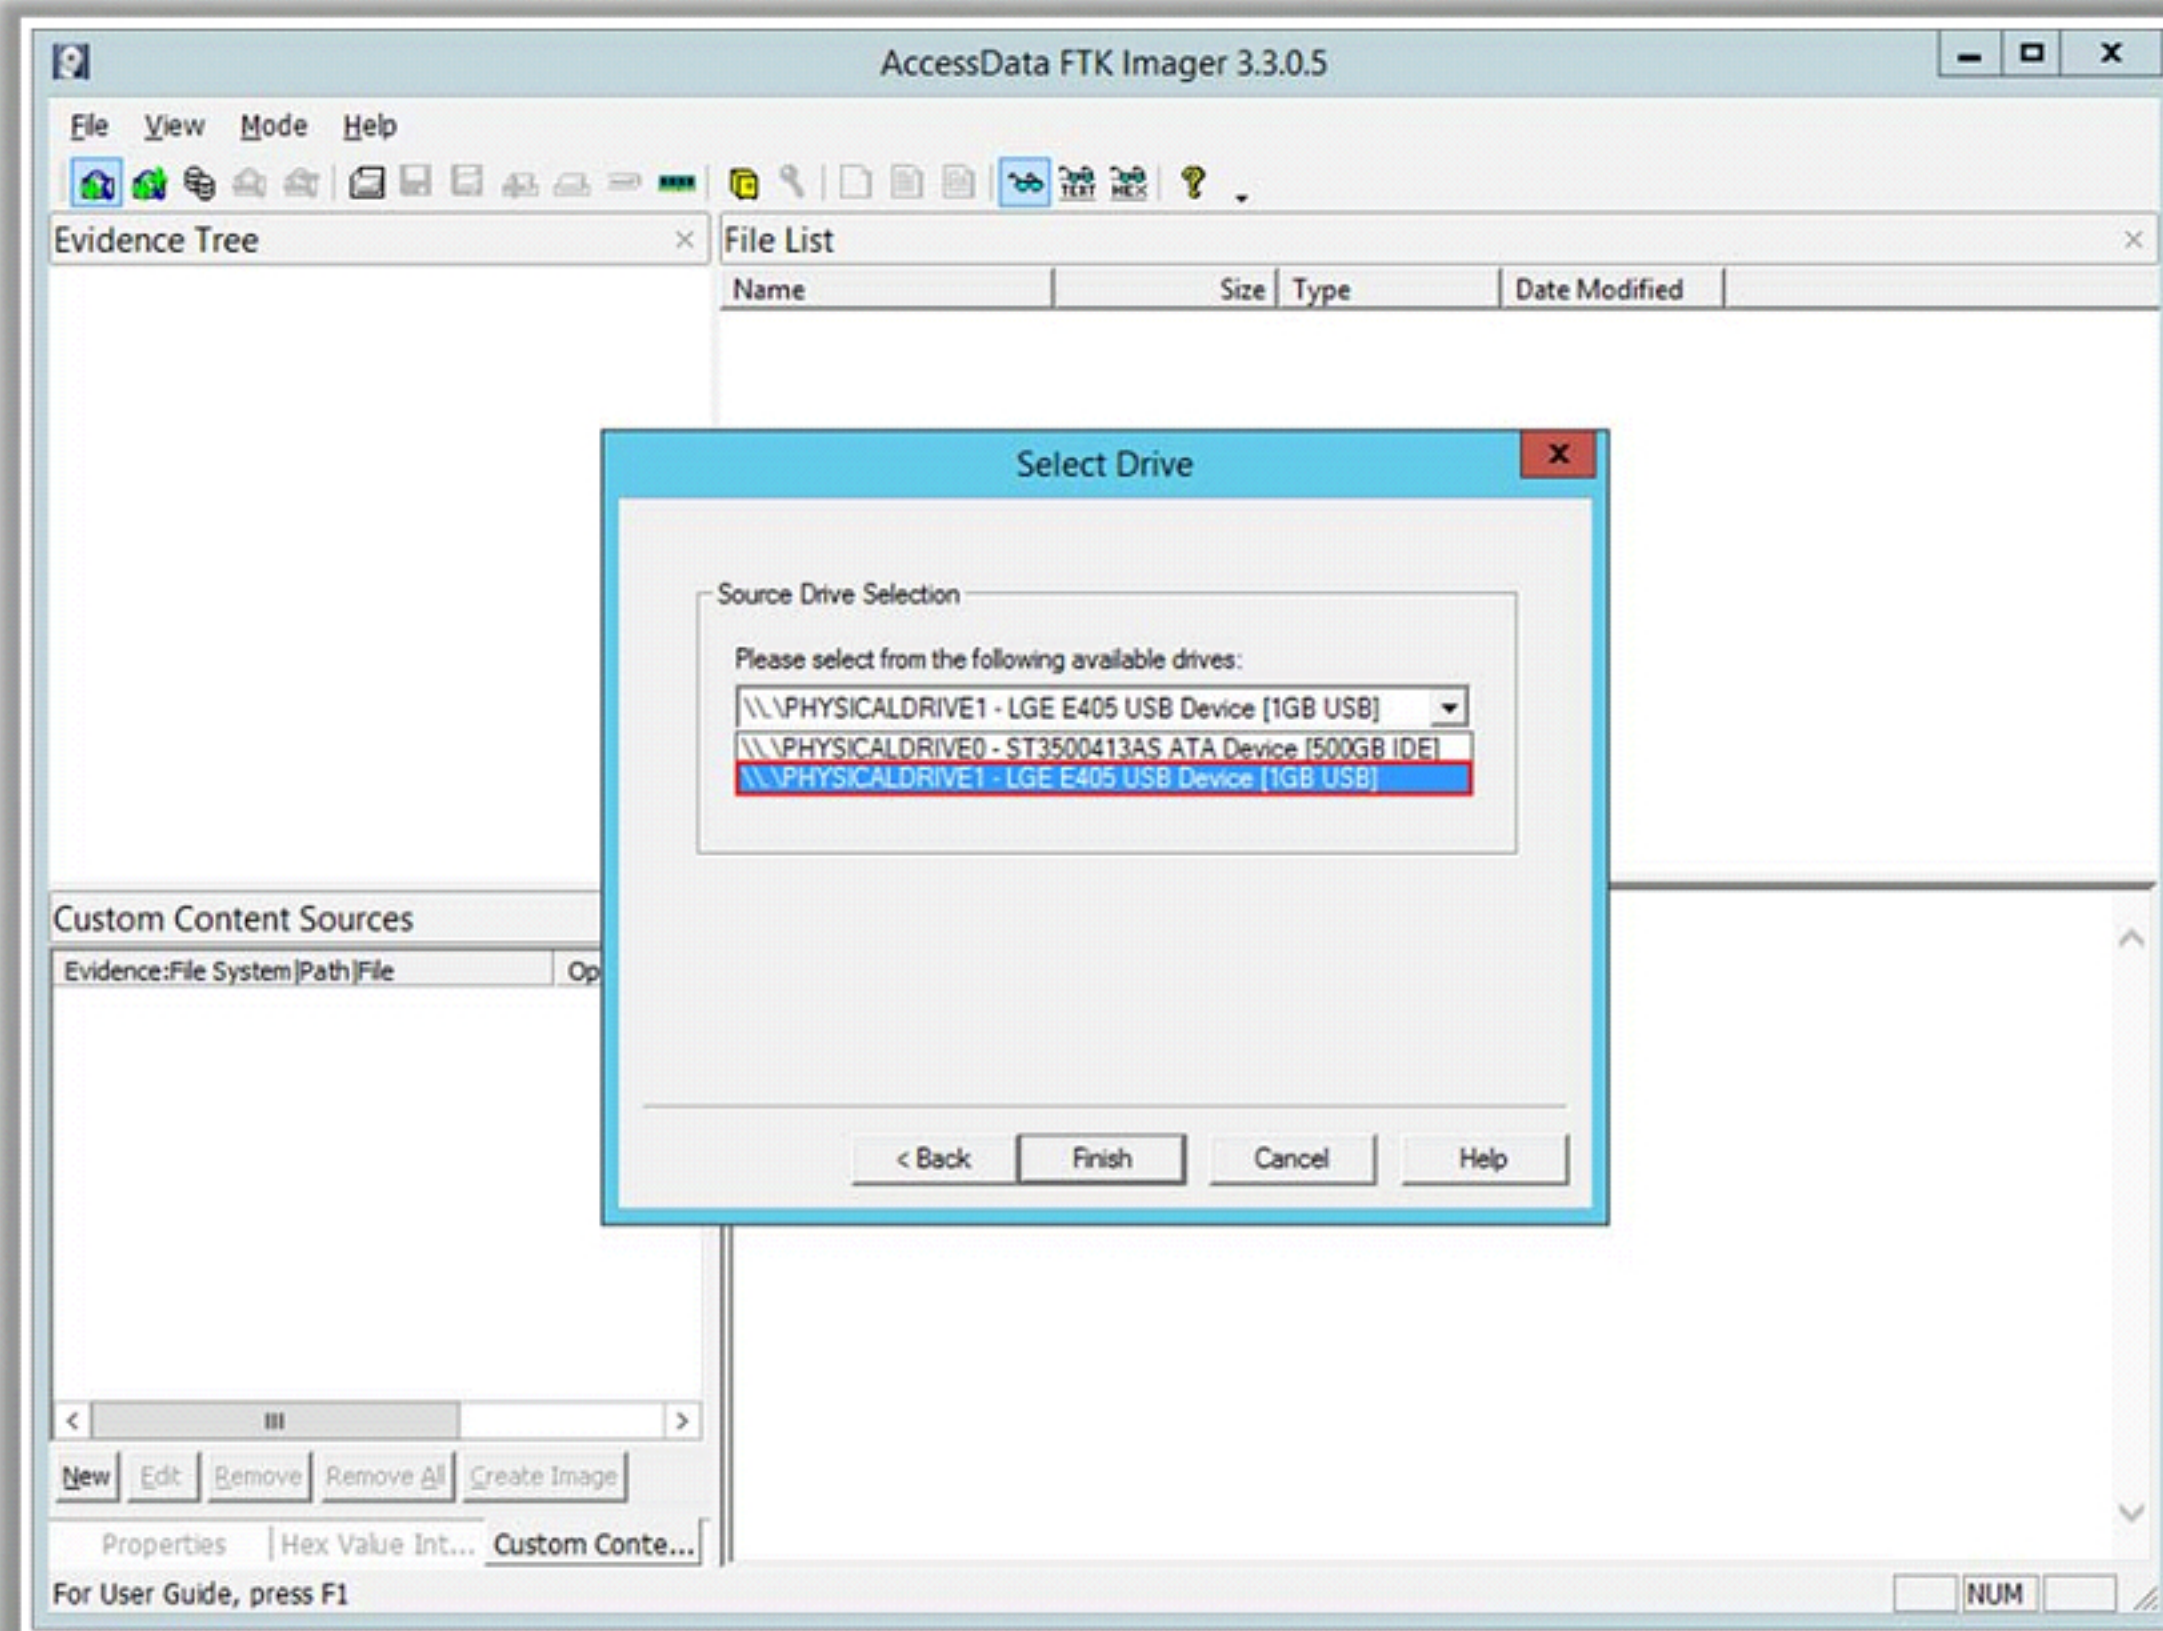 AccessData FTK Imager 3.3.0.5
File View Mode Help
TEXT HEX
Evidence Tree
File List
Name Size Type Date Modified
Select Drive
Source Drive Selection
Please select from the following available drives:
\\.\PHYSICALDRIVE1 - LGE E405 USB Device [1GB USB]
\\.\PHYSICALDRIVE0 - ST3500413AS ATA Device [500GB IDE]
\\.\PHYSICALDRIVE1 - LGE E405 USB Device [1GB USB]
Custom Content Sources
Evidence:File System|Path|File Op
< Back Finish Cancel Help
New Edit Remove Remove All Create Image
Properties Hex Value Int... Custom Conte...
For User Guide, press F1
NUM